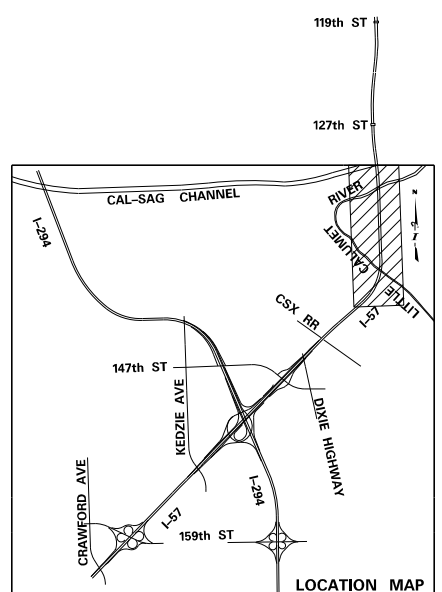 119th ST
127th ST
RIVER
CAL-SAG CHANNEL
N
I-294
CALUMET
LITTLE
CSX RR
I-57
147th ST
KEDZIE AVE
DIXIE HIGHWAY
CRAWFORD AVE
I-294
I-57
159th ST
LOCATION MAP